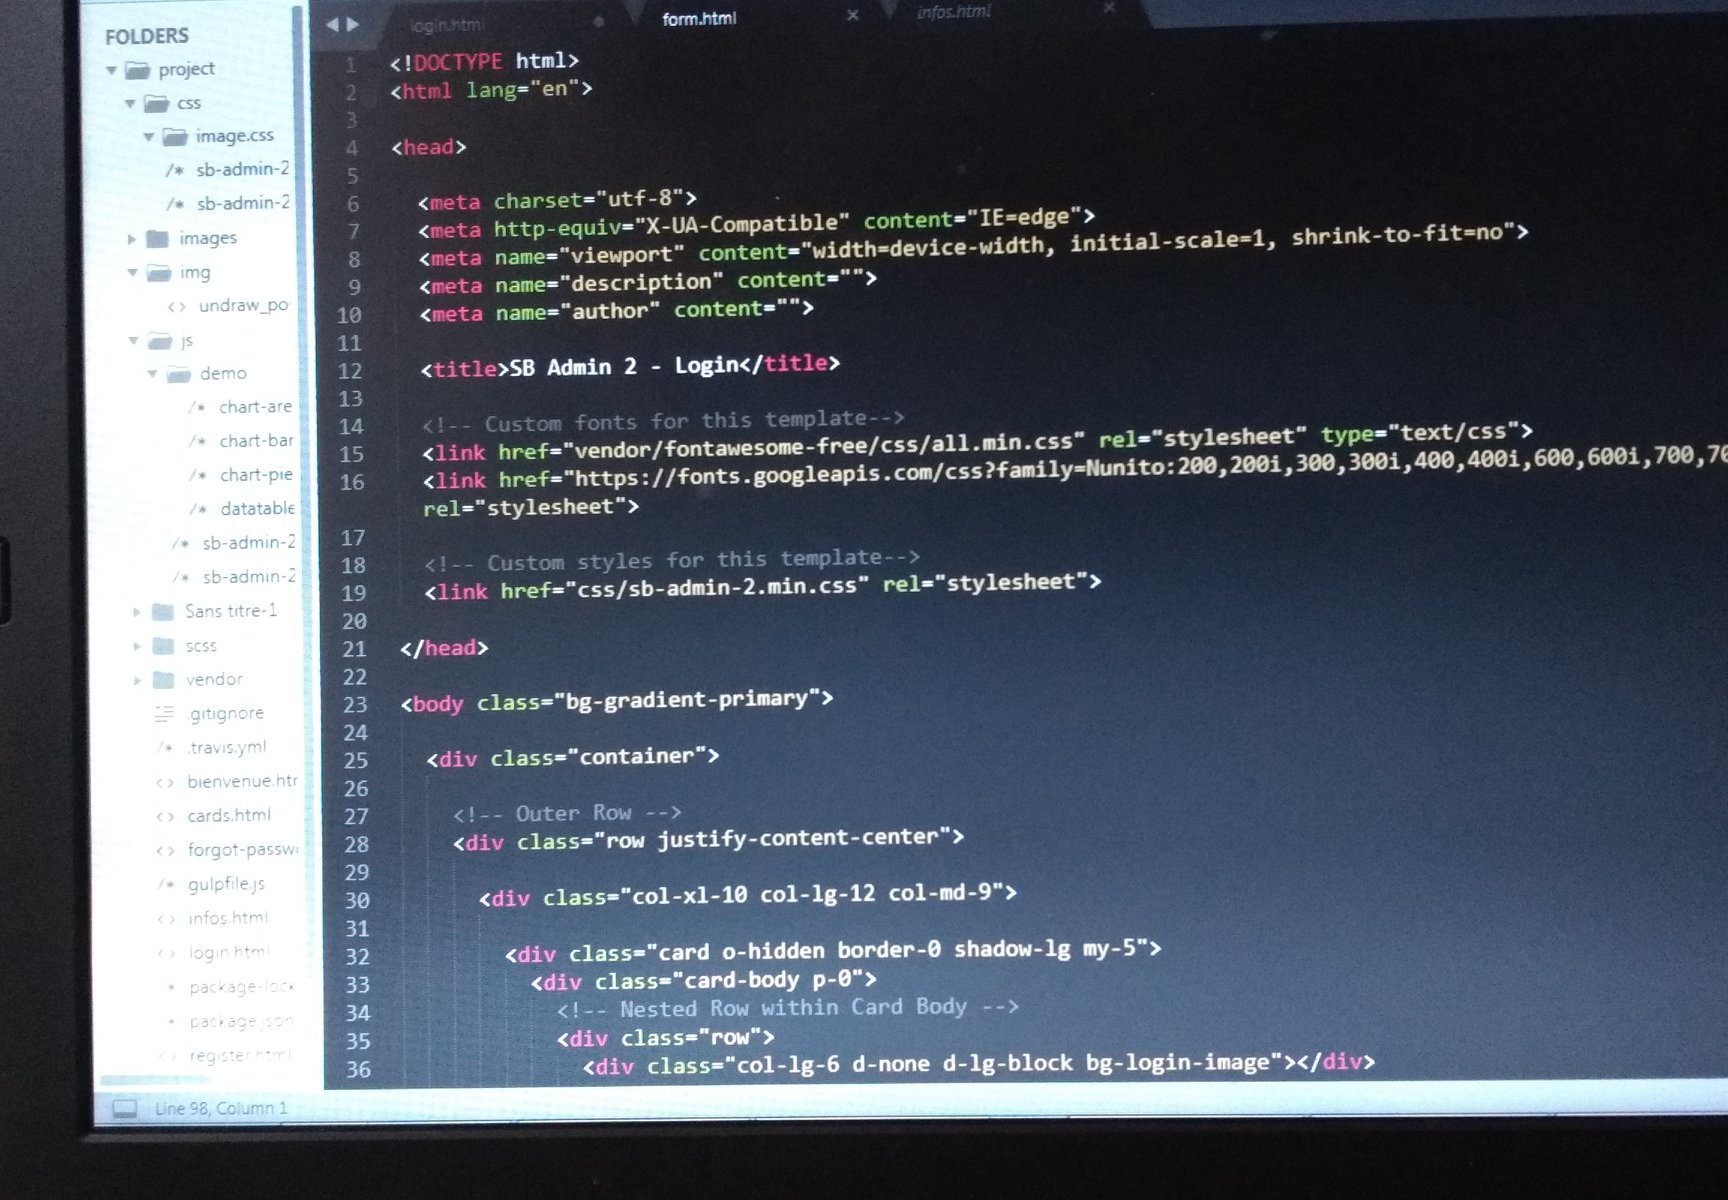 FOLDERS
project
css
image.css
/* sb-admin-2
/* sb-admin-2
images
img
<> undraw_po
js
demo
/* chart-are
/* chart-bar
/* chart-pie
/* datatable
/* sb-admin-2
/* sb-admin-2
Sans titre-1
scss
vendor
.gitignore
/* .travis.yml
<> bienvenue.htr
<> cards.html
<> forgot-passw
/* gulpfile.js
<> infos.html
<> login.html
* package-lock
* package.json
<> register.html
login.html
form.html
infos.html
1 <!DOCTYPE html>
2 <html lang="en">
3
4 <head>
5
6 <meta charset="utf-8">
7 <meta http-equiv="X-UA-Compatible" content="IE=edge">
8 <meta name="viewport" content="width=device-width, initial-scale=1, shrink-to-fit=no">
9 <meta name="description" content="">
10 <meta name="author" content="">
11
12 <title>SB Admin 2 - Login</title>
13
14 <!-- Custom fonts for this template-->
15 <link href="vendor/fontawesome-free/css/all.min.css" rel="stylesheet" type="text/css">
16 <link href="https://fonts.googleapis.com/css?family=Nunito:200,200i,300,300i,400,400i,600,600i,700,70
rel="stylesheet">
17
18 <!-- Custom styles for this template-->
19 <link href="css/sb-admin-2.min.css" rel="stylesheet">
20
21 </head>
22
23 <body class="bg-gradient-primary">
24
25 <div class="container">
26
27 <!-- Outer Row -->
28 <div class="row justify-content-center">
29
30 <div class="col-xl-10 col-lg-12 col-md-9">
31
32 <div class="card o-hidden border-0 shadow-lg my-5">
33 <div class="card-body p-0">
34 <!-- Nested Row within Card Body -->
35 <div class="row">
36 <div class="col-lg-6 d-none d-lg-block bg-login-image"></div>
Line 98, Column 1